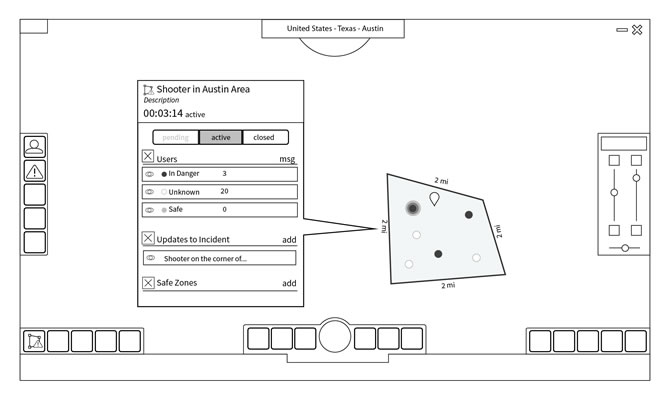 United States - Texas - Austin
Shooter in Austin Area
Description
00:03:14 active
pending active closed
Users msg
In Danger 3
Unknown 20
Safe 0
Updates to Incident add
Shooter on the corner of...
Safe Zones add
2 mi
2 mi
2 mi
2 mi